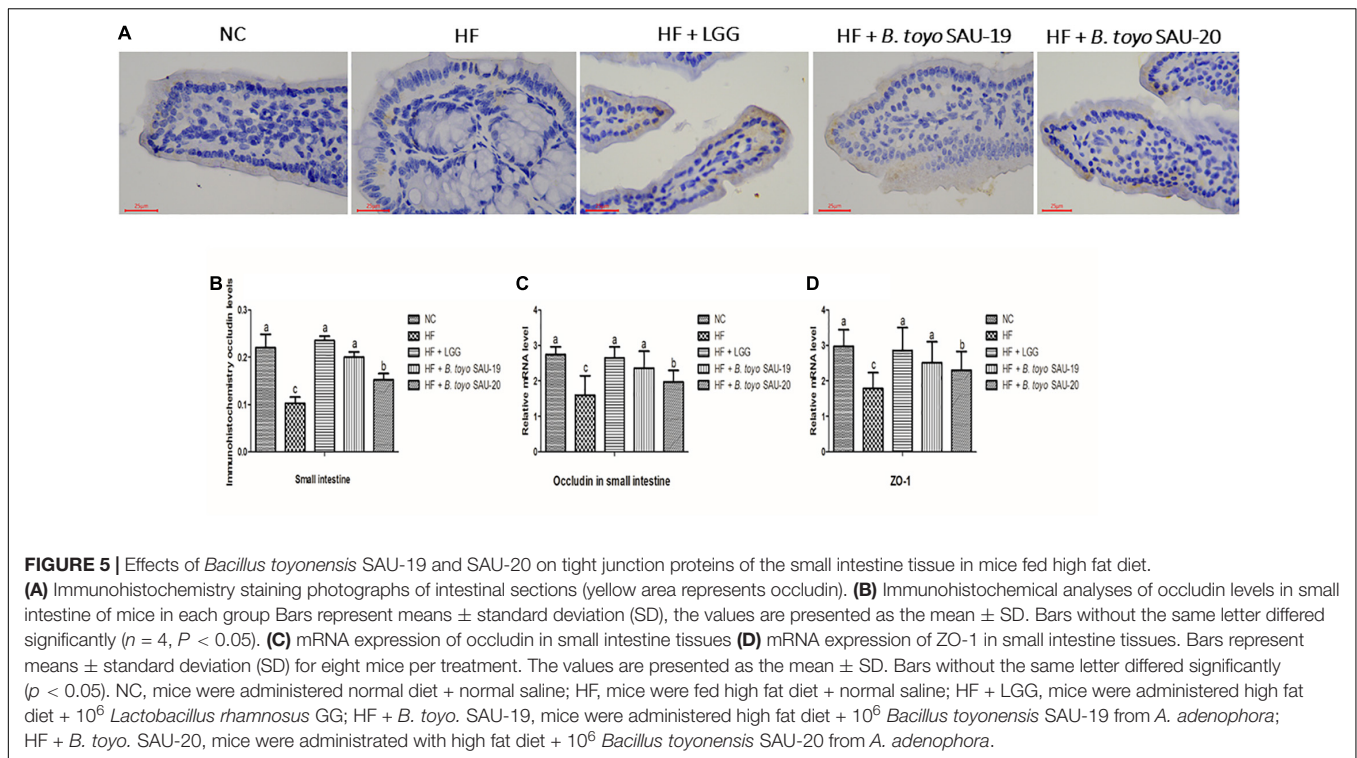 A
NC
HF
HF + LGG
HF + B. toyo SAU-19
HF + B. toyo SAU-20
25μm
25μm
25μm
25μm
25μm
B
Immunohistochemistry occludin levels
0.3
0.2
0.1
0.0
a
c
a
a
b
Small intestine
NC
HF
HF + LGG
HF + B. toyo SAU-19
HF + B. toyo SAU-20
C
Relative mRNA level
4
3
2
1
0
a
c
a
a
b
Occludin in small intestine
NC
HF
HF + LGG
HF + B. toyo SAU-19
HF + B. toyo SAU-20
D
Relative mRNA level
4
3
2
1
0
a
c
a
a
b
ZO-1
NC
HF
HF + LGG
HF + B. toyo SAU-19
HF + B. toyo SAU-20
FIGURE 5 | Effects of Bacillus toyonensis SAU-19 and SAU-20 on tight junction proteins of the small intestine tissue in mice fed high fat diet.
(A) Immunohistochemistry staining photographs of intestinal sections (yellow area represents occludin). (B) Immunohistochemical analyses of occludin levels in small
intestine of mice in each group Bars represent means ± standard deviation (SD), the values are presented as the mean ± SD. Bars without the same letter differed
significantly (n = 4, P < 0.05). (C) mRNA expression of occludin in small intestine tissues (D) mRNA expression of ZO-1 in small intestine tissues. Bars represent
means ± standard deviation (SD) for eight mice per treatment. The values are presented as the mean ± SD. Bars without the same letter differed significantly
(p < 0.05). NC, mice were administered normal diet + normal saline; HF, mice were fed high fat diet + normal saline; HF + LGG, mice were administered high fat
diet + 10⁶ Lactobacillus rhamnosus GG; HF + B. toyo. SAU-19, mice were administered high fat diet + 10⁶ Bacillus toyonensis SAU-19 from A. adenophora;
HF + B. toyo. SAU-20, mice were administrated with high fat diet + 10⁶ Bacillus toyonensis SAU-20 from A. adenophora.